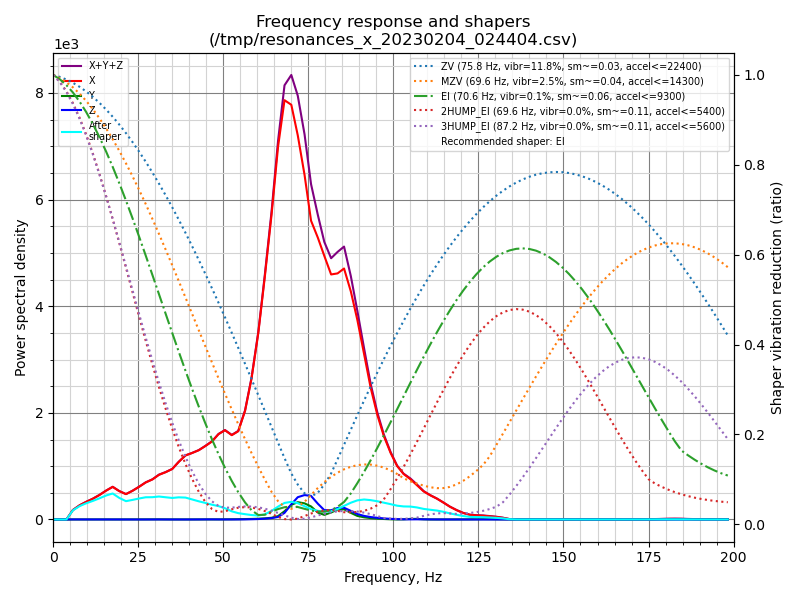 Frequency response and shapers
(/tmp/resonances_x_20230204_024404.csv)
1e3
X+Y+Z
X
Y
Z
After
shaper
ZV (75.8 Hz, vibr=11.8%, sm~=0.03, accel<=22400)
MZV (69.6 Hz, vibr=2.5%, sm~=0.04, accel<=14300)
EI (70.6 Hz, vibr=0.1%, sm~=0.06, accel<=9300)
2HUMP_EI (69.6 Hz, vibr=0.0%, sm~=0.11, accel<=5400)
3HUMP_EI (87.2 Hz, vibr=0.0%, sm~=0.11, accel<=5600)
Recommended shaper: EI
8
6
4
2
0
Power spectral density
1.0
0.8
0.6
0.4
0.2
0.0
Shaper vibration reduction (ratio)
0 25 50 75 100 125 150 175 200
Frequency, Hz